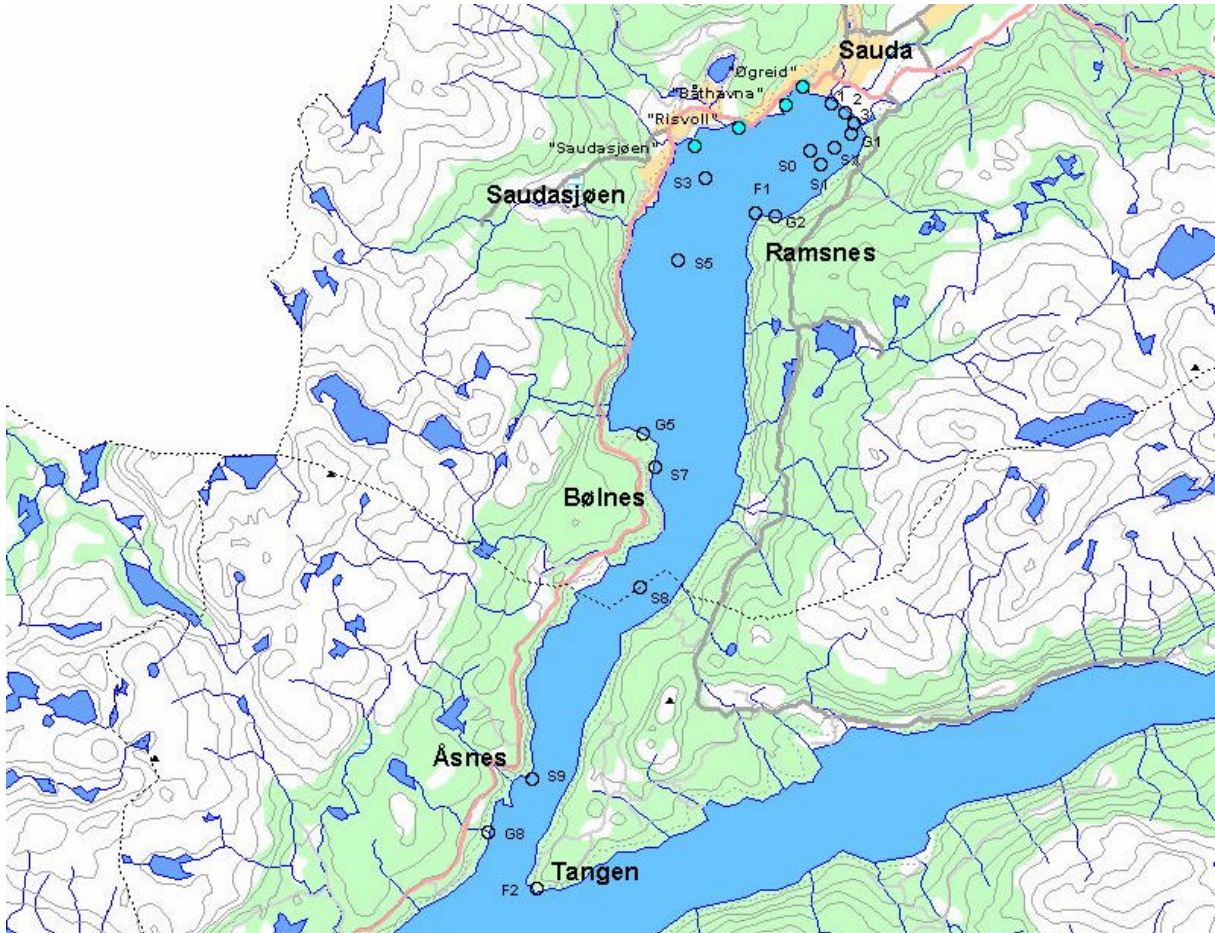 Sauda
"Øgreid"
"Båthavna"
1
2
"Risvoll"
3
G1
"Saudasjøen"
S0
S1
S3
Saudasjøen
F1
G2
Ramsnes
S5
G5
S7
Bølnes
S8
Åsnes
S9
G8
Tangen
F2